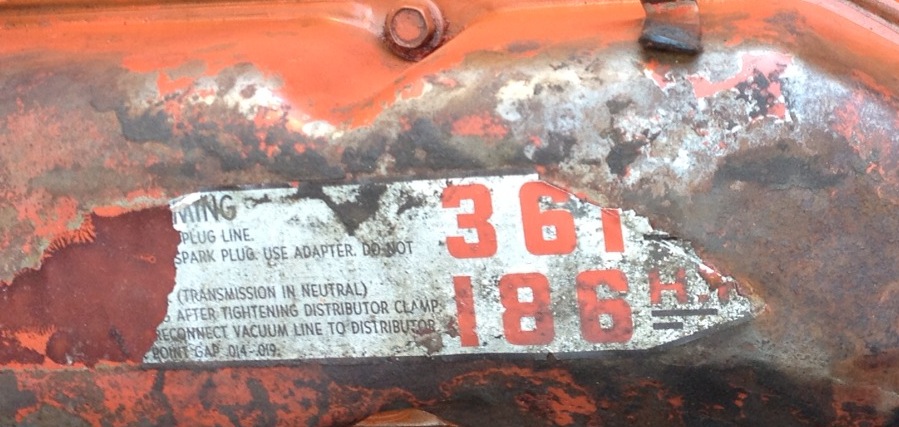 MING
PLUG LINE.
SPARK PLUG. USE ADAPTER. DO NOT
(TRANSMISSION IN NEUTRAL)
AFTER TIGHTENING DISTRIBUTOR CLAMP.
RECONNECT VACUUM LINE TO DISTRIBUTOR
POINT GAP .014-.019.
361
186 H.P.